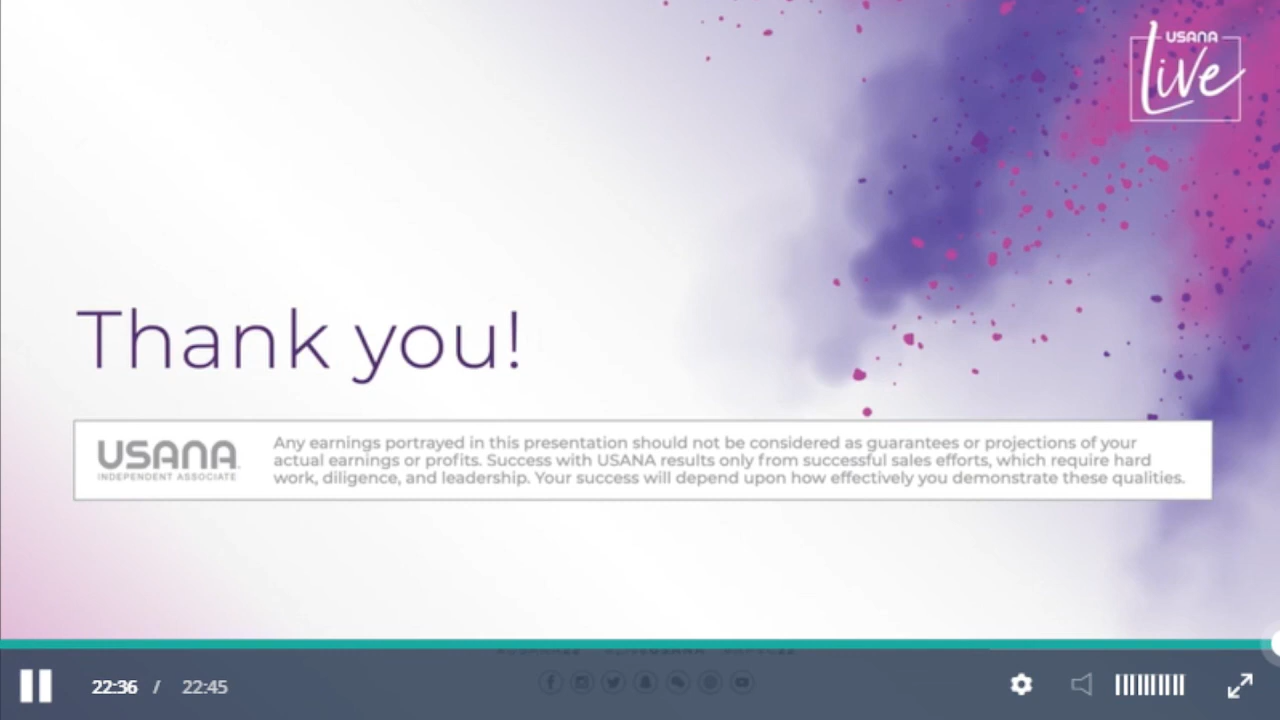 USANA
Live
Thank you!
USANA
INDEPENDENT ASSOCIATE
Any earnings portrayed in this presentation should not be considered as guarantees or projections of your
actual earnings or profits. Success with USANA results only from successful sales efforts, which require hard
work, diligence, and leadership. Your success will depend upon how effectively you demonstrate these qualities.
22:36 / 22:45